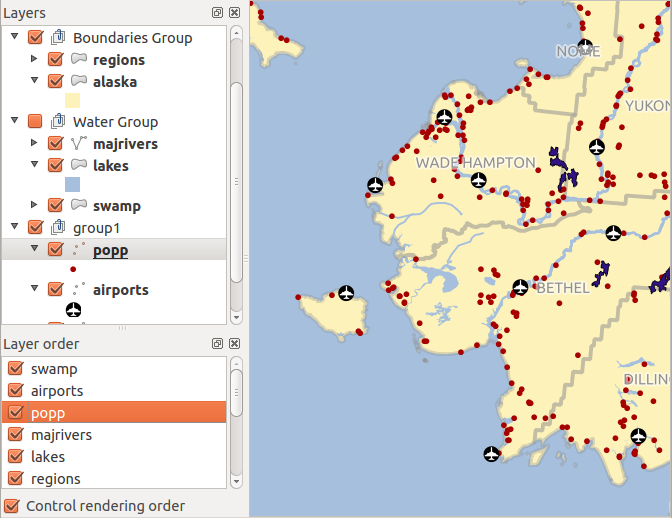 Layers
Boundaries Group
regions
alaska
Water Group
majrivers
lakes
swamp
group1
popp
airports
Layer order
swamp
airports
popp
majrivers
lakes
regions
Control rendering order
NOME
YUKON
WADE HAMPTON
BETHEL
DILLING